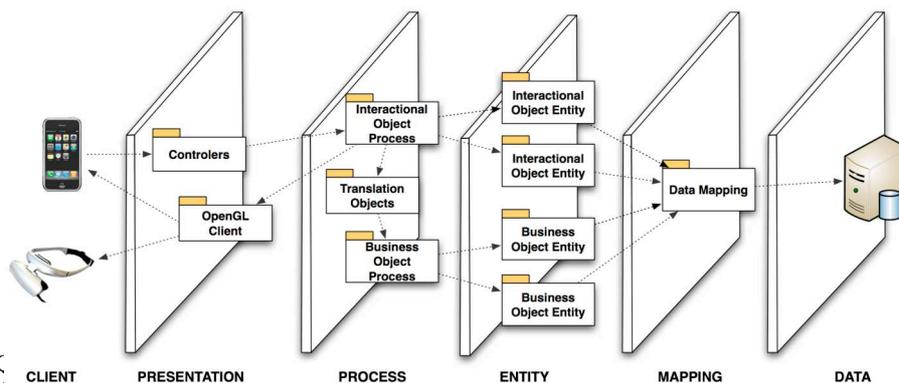 Interactional
Object Entity
Interactional
Object
Process
Controlers
Interactional
Object Entity
Translation
Objects
Data Mapping
OpenGL
Client
Business
Object Entity
Business
Object
Process
Business
Object Entity
CLIENT
PRESENTATION
PROCESS
ENTITY
MAPPING
DATA